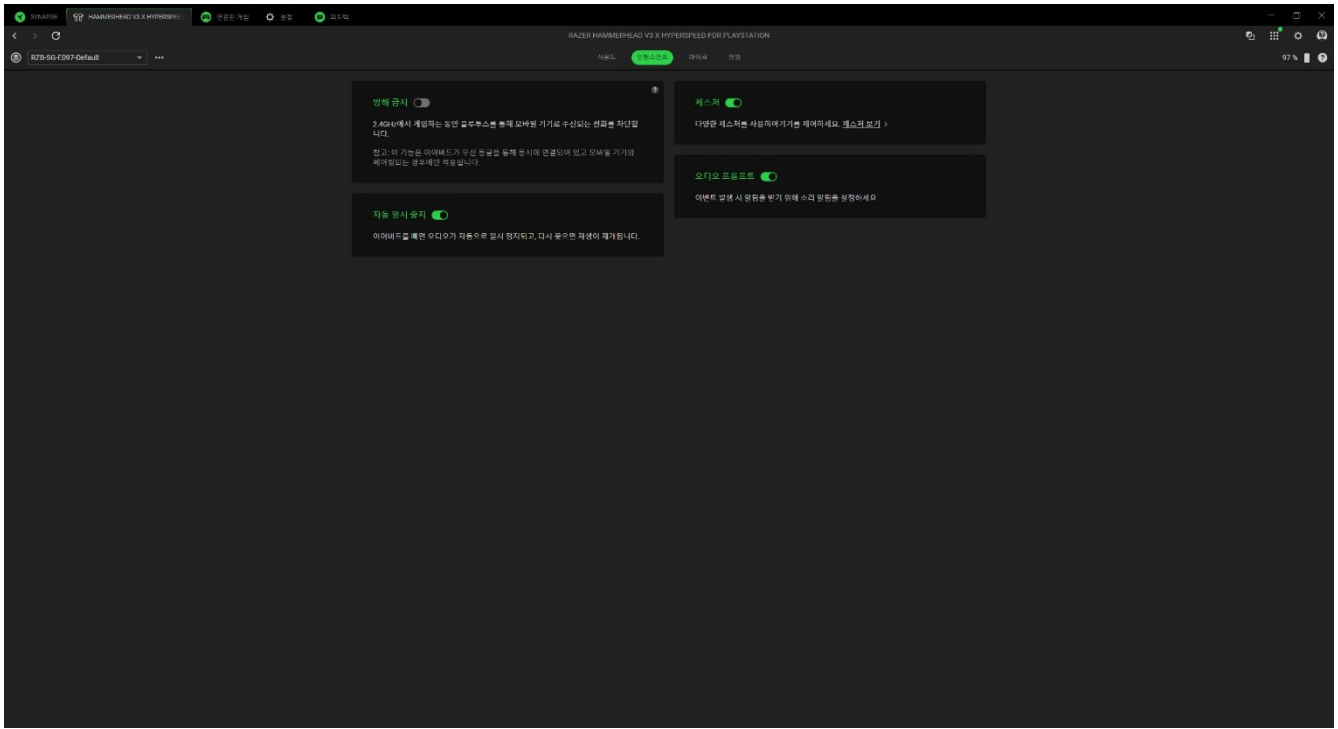 SYNAPSE
HAMMERHEAD V3 X HYPERSPEE
연결된 게임
설정
피드백
RAZER HAMMERHEAD V3 X HYPERSPEED FOR PLAYSTATION
RZB-SG-E097-Default
사운드
인핸스먼트
마이크
전원
97 %
방해 금지
2.4GHz에서 게임하는 동안 블루투스를 통해 모바일 기기로 수신되는 전화를 차단합
니다.
참고: 이 기능은 이어버드가 무선 동글을 통해 동시에 연결되어 있고 모바일 기기와
페어링되는 경우에만 적용됩니다.
자동 일시 중지
이어버드를 빼면 오디오가 자동으로 일시 정지되고, 다시 꽂으면 재생이 재개됩니다.
제스처
다양한 제스처를 사용하여기기를 제어하세요. 제스처 보기 >
오디오 프롬프트
이벤트 발생 시 알림을 받기 위해 소리 알림을 설정하세요